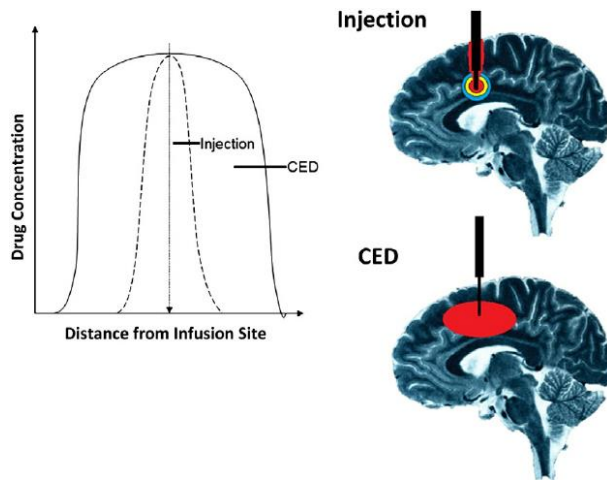 Drug Concentration
Injection
CED
Distance from Infusion Site
Injection
CED